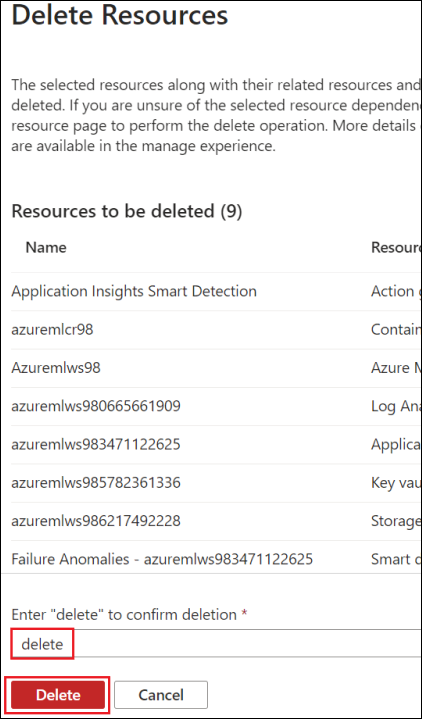 Delete Resources
The selected resources along with their related resources and
deleted. If you are unsure of the selected resource dependen
resource page to perform the delete operation. More details
are available in the manage experience.
Resources to be deleted (9)
Name Resour
Application Insights Smart Detection Action
azuremlcr98 Contain
Azuremlws98 Azure M
azuremlws980665661909 Log Ana
azuremlws983471122625 Applica
azuremlws985782361336 Key vau
azuremlws986217492228 Storage
Failure Anomalies - azuremlws983471122625 Smart d
Enter "delete" to confirm deletion *
delete
Delete Cancel